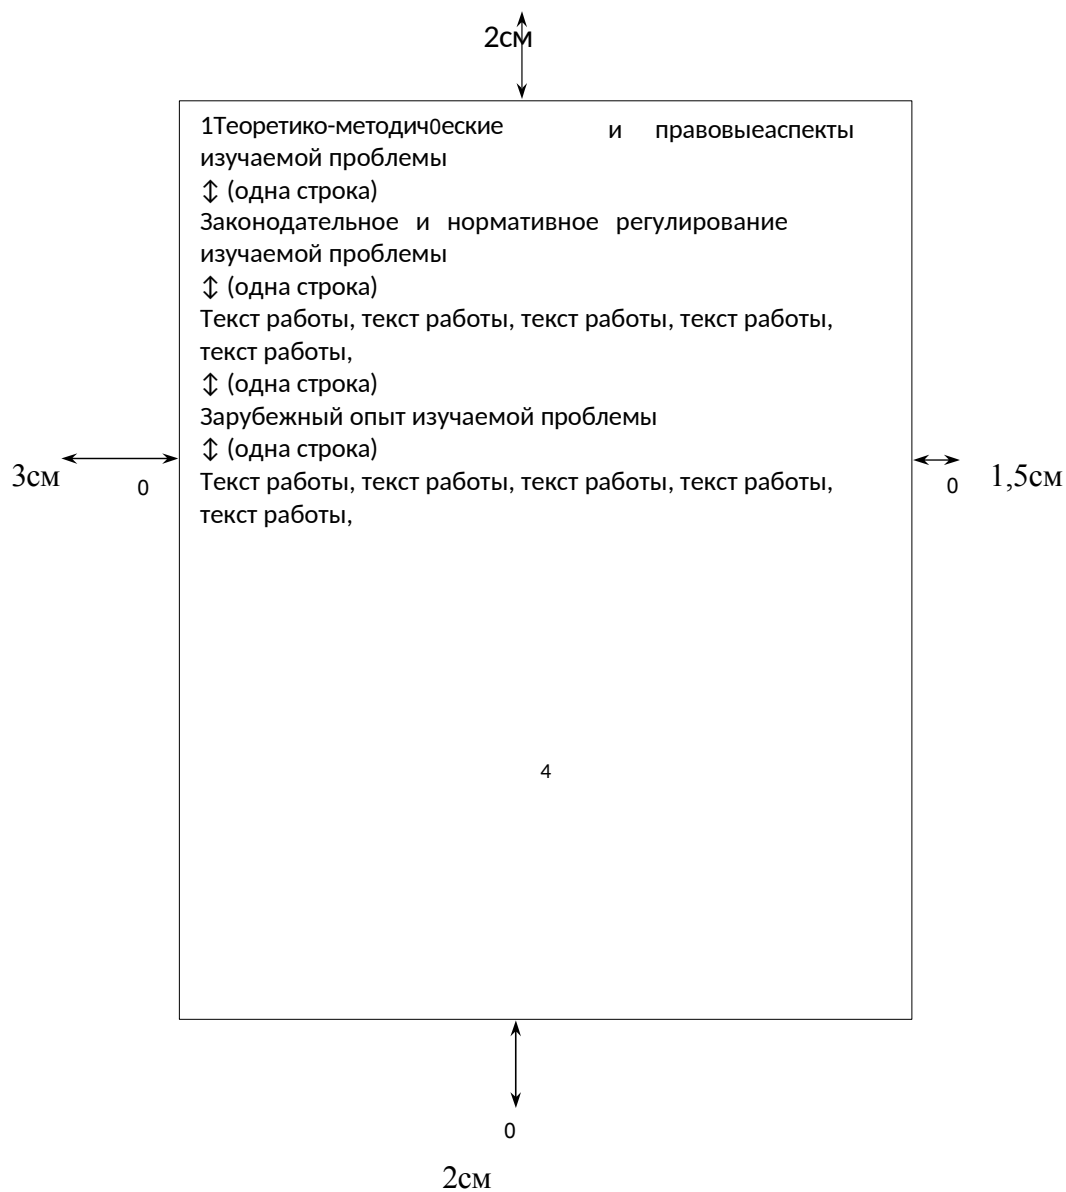 2см
1Теоретико-методич0еские и правовыеаспекты
изучаемой проблемы
↕ (одна строка)
Законодательное и нормативное регулирование
изучаемой проблемы
↕ (одна строка)
Текст работы, текст работы, текст работы, текст работы,
текст работы,
↕ (одна строка)
Зарубежный опыт изучаемой проблемы
↕ (одна строка)
3см
0
Текст работы, текст работы, текст работы, текст работы,
текст работы,
0
1,5см
4
0
2см